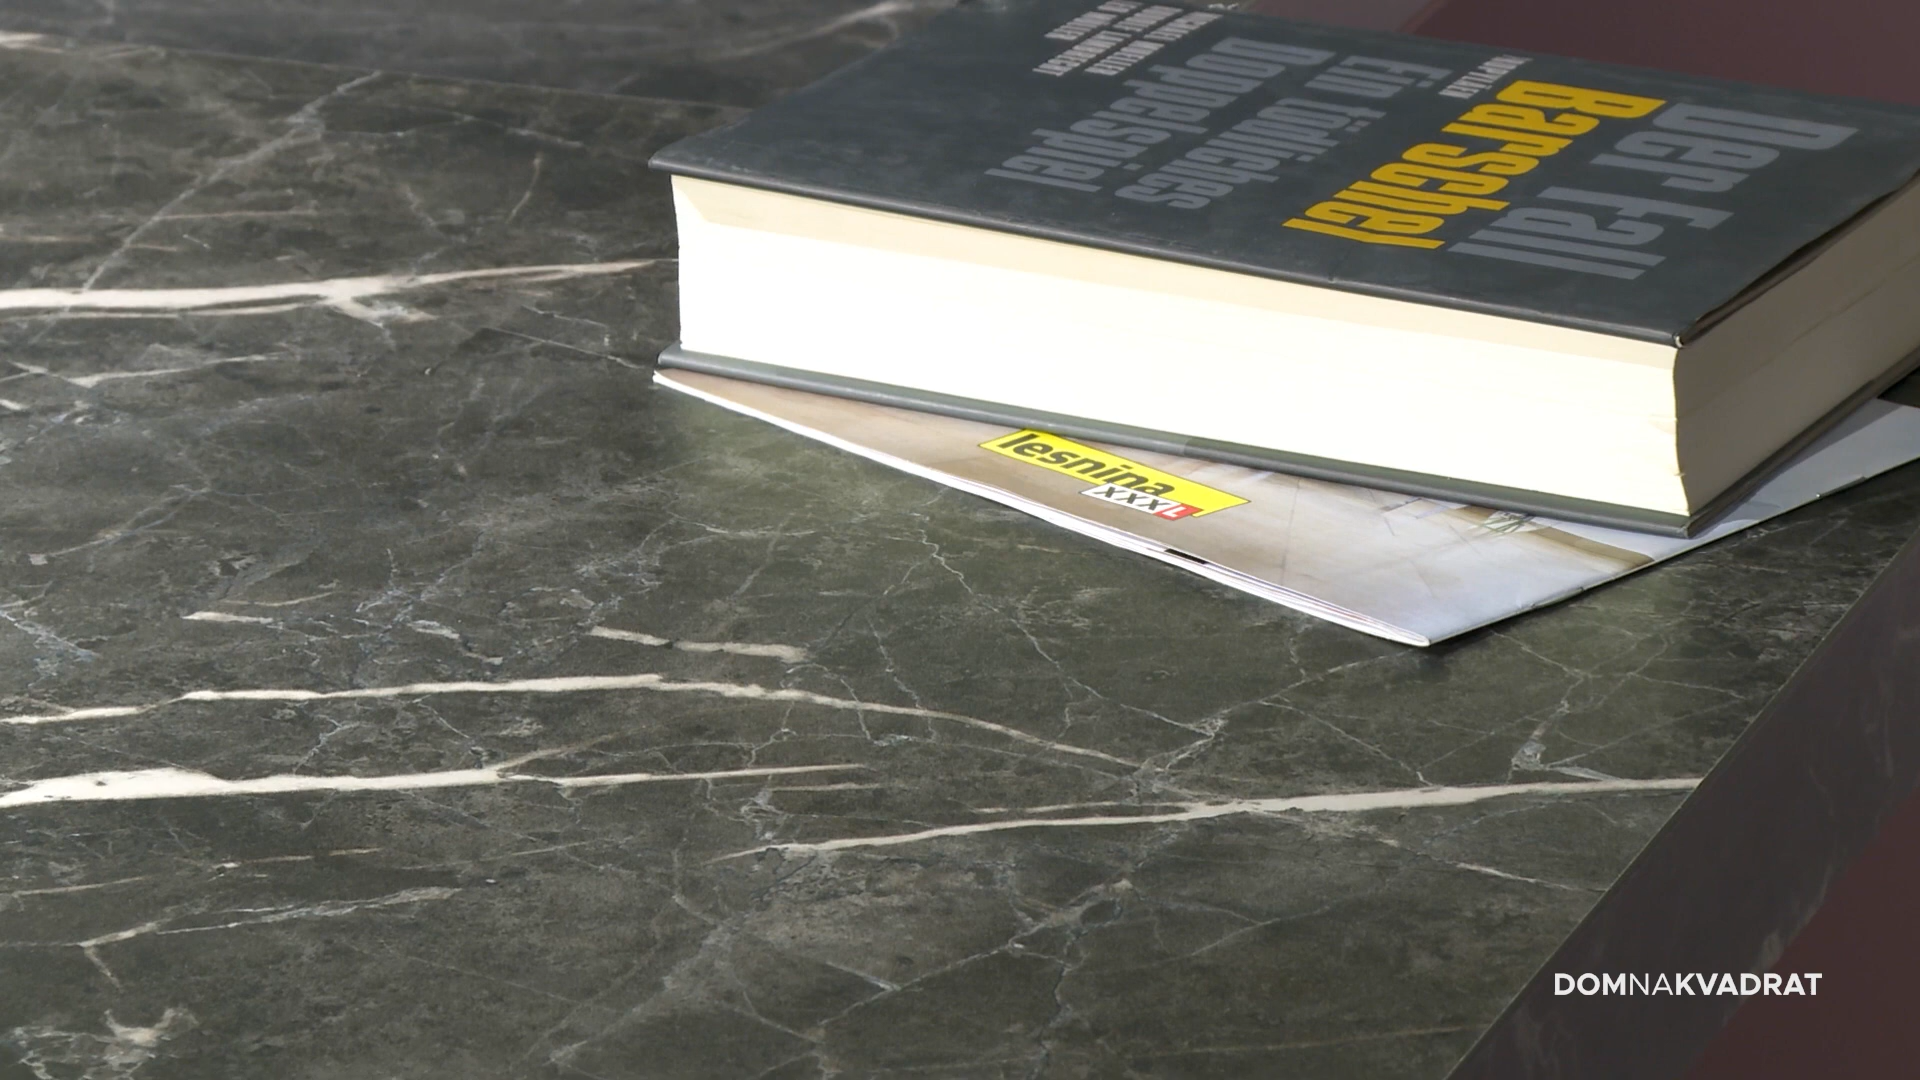 Der Fall
Barschel
Ein tödliches
Doppelspiel
lesnina
XXXL
DOMNAKVADRAT